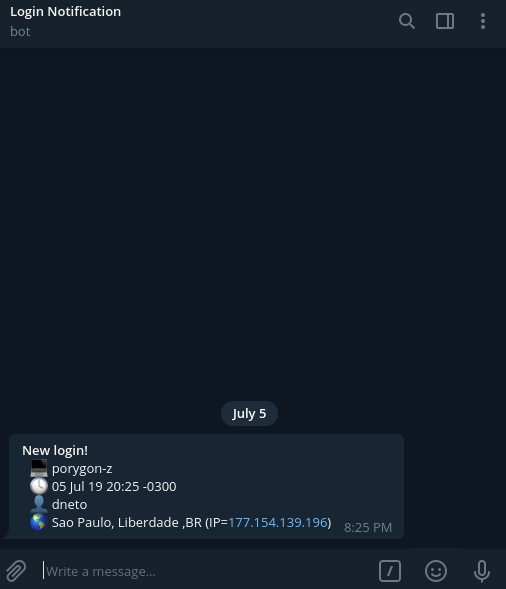 Login Notification
bot
July 5
New login!
porygon-z
05 Jul 19 20:25 -0300
dneto
Sao Paulo, Liberdade ,BR (IP=177.154.139.196)
8:25 PM
Write a message...